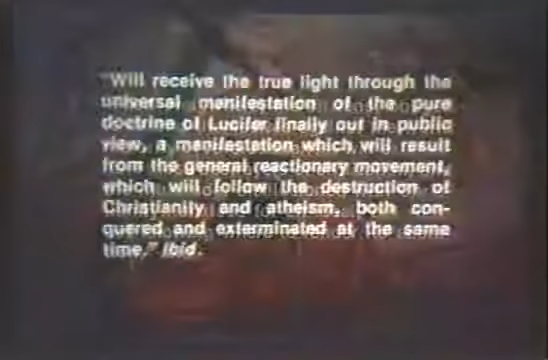 "Will receive the true light through the
universal manifestation of the pure
doctrine of Lucifer finally out in public
view, a manifestation which will result
from the general reactionary movement,
which will follow the destruction of
Christianity and atheism, both con-
quered and exterminated at the same
time." Ibid.